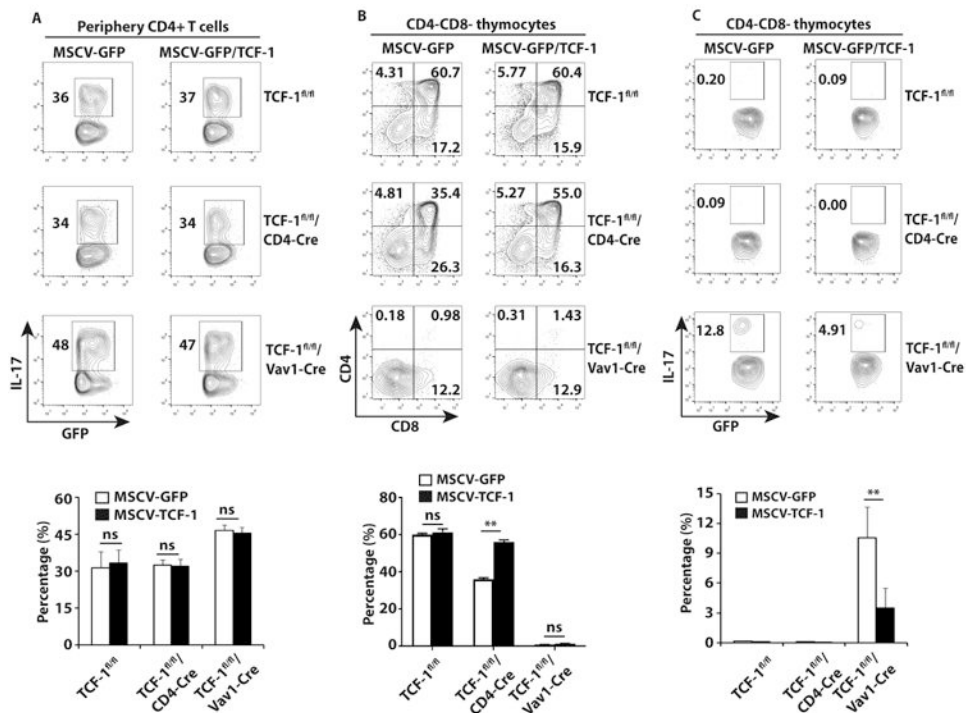 A
Periphery CD4+ T cells
MSCV-GFP MSCV-GFP/TCF-1
36 37 TCF-1fl/fl
34 34 TCF-1fl/fl/
CD4-Cre
48 47 TCF-1fl/fl/
Vav1-Cre
IL-17
GFP
B
CD4-CD8- thymocytes
MSCV-GFP MSCV-GFP/TCF-1
4.31 60.7 5.77 60.4
TCF-1fl/fl
17.2 15.9
4.81 35.4 5.27 55.0
TCF-1fl/fl/
CD4-Cre
26.3 16.3
0.18 0.98 0.31 1.43
TCF-1fl/fl/
Vav1-Cre
12.2 12.9
CD4
CD8
C
CD4-CD8- thymocytes
MSCV-GFP MSCV-GFP/TCF-1
0.20 0.09 TCF-1fl/fl
0.09 0.00 TCF-1fl/fl/
CD4-Cre
12.8 4.91 TCF-1fl/fl/
Vav1-Cre
IL-17
GFP
MSCV-GFP
MSCV-TCF-1
Percentage (%)
60
45
30
15
0
ns ns ns
TCF-1fl/fl
TCF-1fl/fl/
CD4-Cre
TCF-1fl/fl/
Vav1-Cre
MSCV-GFP
MSCV-TCF-1
Percentage (%)
80
60
40
20
0
ns ** ns
TCF-1fl/fl
TCF-1fl/fl/
CD4-Cre
TCF-1fl/fl/
Vav1-Cre
MSCV-GFP
MSCV-TCF-1
Percentage (%)
15
12
9
6
3
0
**
TCF-1fl/fl
TCF-1fl/fl/
CD4-Cre
TCF-1fl/fl/
Vav1-Cre